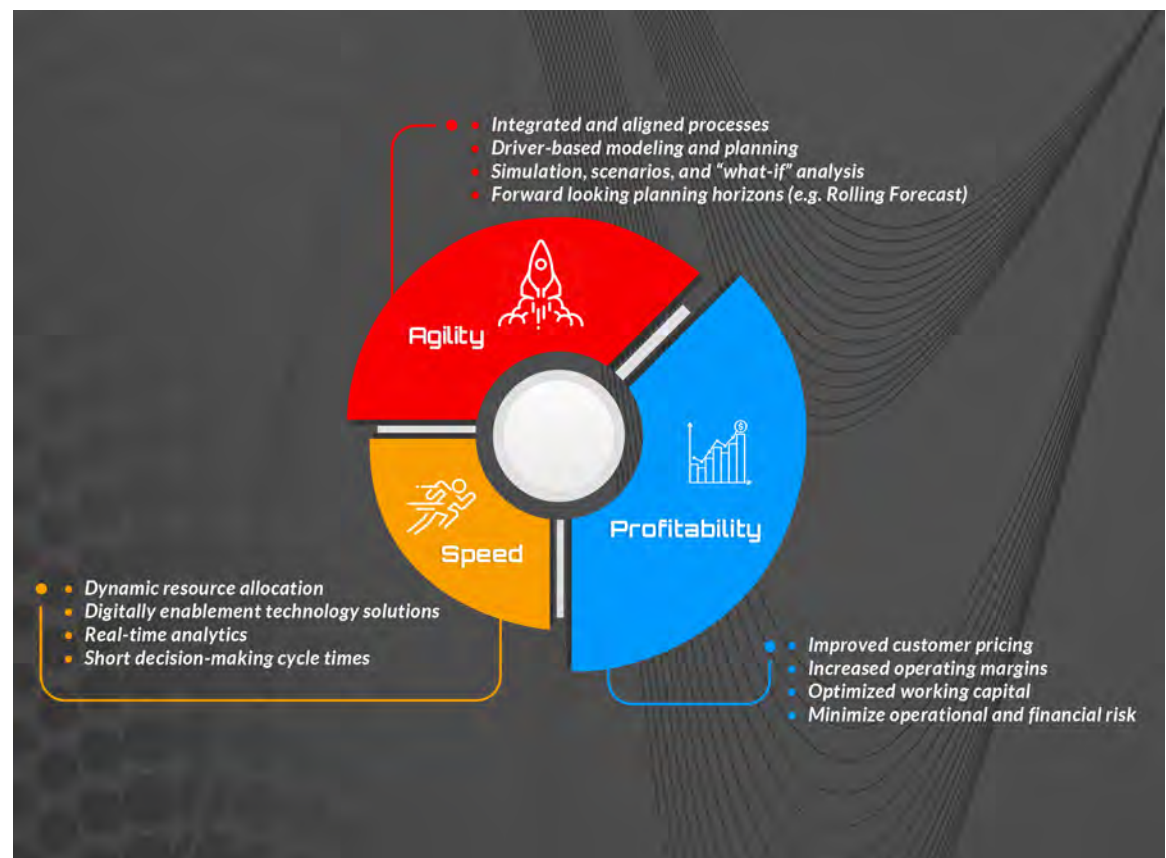 • Integrated and aligned processes
• Driver-based modeling and planning
• Simulation, scenarios, and “what-if” analysis
• Forward looking planning horizons (e.g. Rolling Forecast)
Agility
Profitability
Speed
• Dynamic resource allocation
• Digitally enablement technology solutions
• Real-time analytics
• Short decision-making cycle times
• Improved customer pricing
• Increased operating margins
• Optimized working capital
• Minimize operational and financial risk